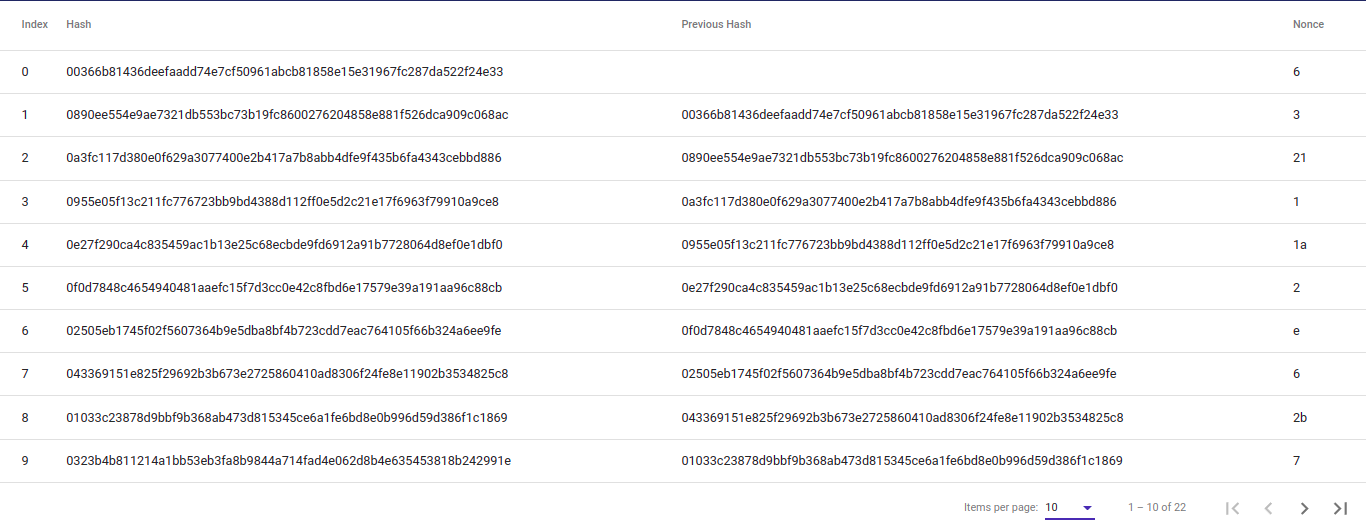 Index Hash Previous Hash Nonce
0 00366b81436deefaadd74e7cf50961abcb81858e15e31967fc287da522f24e33 6
1 0890ee554e9ae7321db553bc73b19fc8600276204858e881f526dca909c068ac 00366b81436deefaadd74e7cf50961abcb81858e15e31967fc287da522f24e33 3
2 0a3fc117d380e0f629a3077400e2b417a7b8abb4dfe9f435b6fa4343cebbd886 0890ee554e9ae7321db553bc73b19fc8600276204858e881f526dca909c068ac 21
3 0955e05f13c211fc776723bb9bd4388d112ff0e5d2c21e17f6963f79910a9ce8 0a3fc117d380e0f629a3077400e2b417a7b8abb4dfe9f435b6fa4343cebbd886 1
4 0e27f290ca4c835459ac1b13e25c68ecbde9fd6912a91b7728064d8ef0e1dbf0 0955e05f13c211fc776723bb9bd4388d112ff0e5d2c21e17f6963f79910a9ce8 1a
5 0f0d7848c4654940481aaefc15f7d3cc0e42c8fbd6e17579e39a191aa96c88cb 0e27f290ca4c835459ac1b13e25c68ecbde9fd6912a91b7728064d8ef0e1dbf0 2
6 02505eb1745f02f5607364b9e5dba8bf4b723cdd7eac764105f66b324a6ee9fe 0f0d7848c4654940481aaefc15f7d3cc0e42c8fbd6e17579e39a191aa96c88cb e
7 043369151e825f29692b3b673e2725860410ad8306f24fe8e11902b3534825c8 02505eb1745f02f5607364b9e5dba8bf4b723cdd7eac764105f66b324a6ee9fe 6
8 01033c23878d9bbf9b368ab473d815345ce6a1fe6bd8e0b996d59d386f1c1869 043369151e825f29692b3b673e2725860410ad8306f24fe8e11902b3534825c8 2b
9 0323b4b811214a1bb53eb3fa8b9844a714fad4e062d8b4e635453818b242991e 01033c23878d9bbf9b368ab473d815345ce6a1fe6bd8e0b996d59d386f1c1869 7
Items per page: 10 1 – 10 of 22